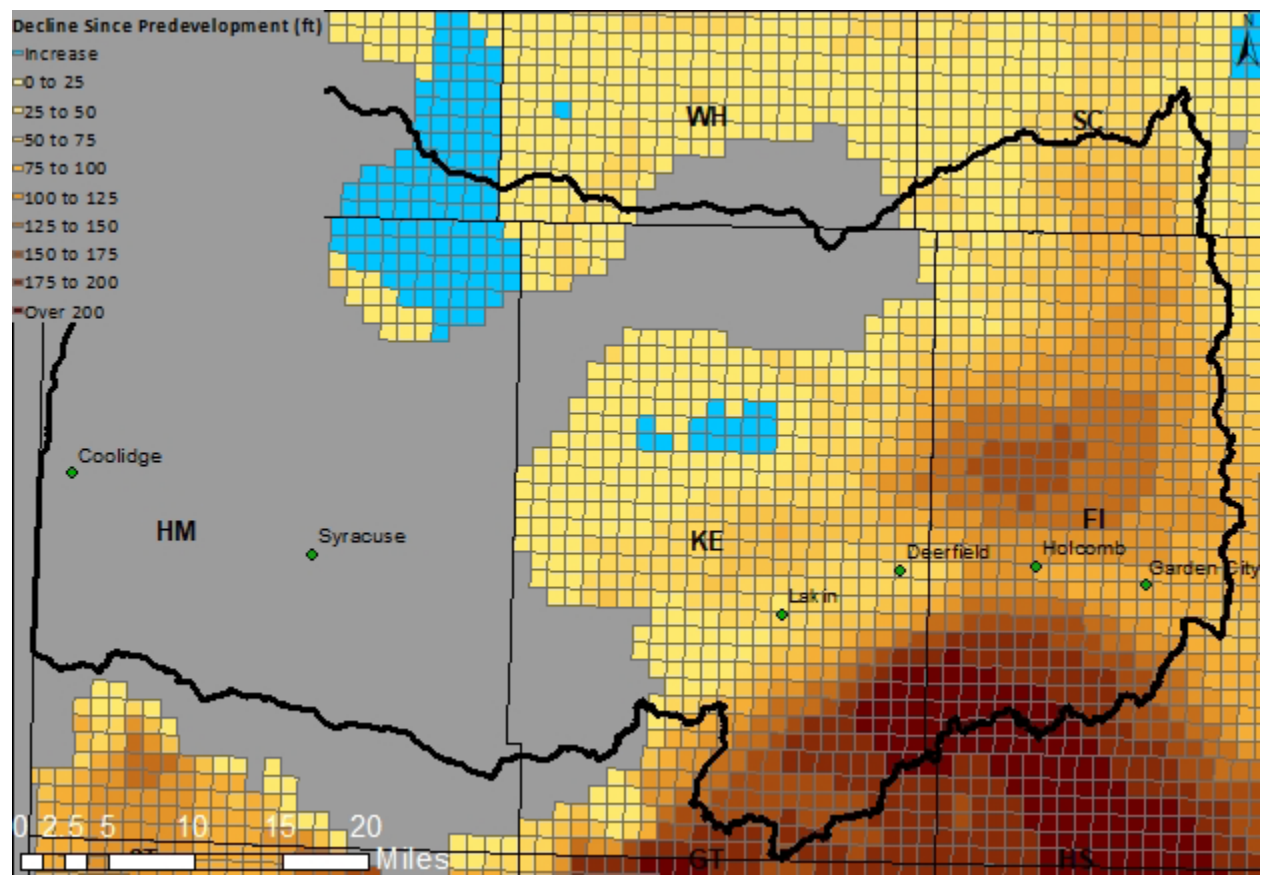 Decline Since Predevelopment (ft)
Increase
0 to 25
25 to 50
50 to 75
75 to 100
100 to 125
125 to 150
150 to 175
175 to 200
Over 200
N
WH
SC
Coolidge
HM
Syracuse
KE
FI
Deerfield
Holcomb
Garden City
Lakin
0 2.5 5 10 15 20
Miles
GT
HS